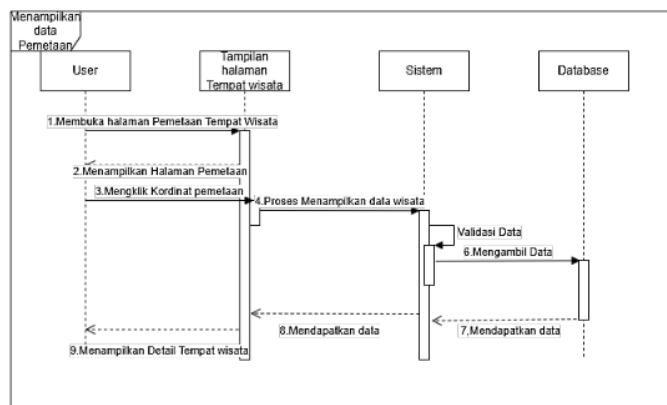 Menampilkan
data
Pemetaan
User
Tampilan
halaman
Tempat wisata
Sistem
Database
1.Membuka halaman Pemetaan Tempat Wisata
2.Menampilkan Halaman Pemetaan
3.Mengklik Kordinat pemetaan
4.Proses Menampilkan data wisata
Validasi Data
6.Mengambil Data
7,Mendapatkan data
8.Mendapatkan data
9.Menampilkan Detail Tempat wisata